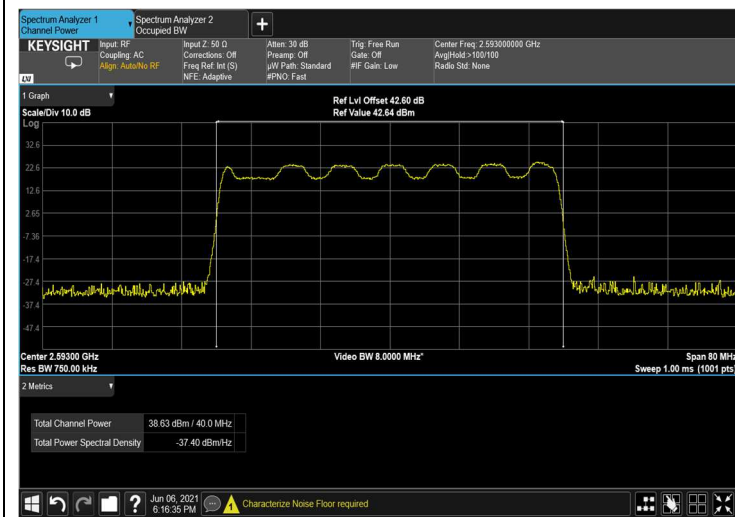 Spectrum Analyzer 1
Channel Power
Spectrum Analyzer 2
Occupied BW
+
KEYSIGHT
LXI
Input: RF
Coupling: AC
Align: Auto/No RF
Input Z: 50 Ω
Corrections: Off
Freq Ref: Int (S)
NFE: Adaptive
Atten: 30 dB
Preamp: Off
µW Path: Standard
#PNO: Fast
Trig: Free Run
Gate: Off
#IF Gain: Low
Center Freq: 2.593000000 GHz
Avg|Hold:>100/100
Radio Std: None
1 Graph
Scale/Div 10.0 dB
Ref Lvl Offset 42.60 dB
Ref Value 42.64 dBm
Log
32.6
22.6
12.6
2.65
-7.36
-17.4
-27.4
-37.4
-47.4
Center 2.59300 GHz
Res BW 750.00 kHz
Video BW 8.0000 MHz*
Span 80 MHz
Sweep 1.00 ms (1001 pts)
2 Metrics
Total Channel Power 38.63 dBm / 40.0 MHz
Total Power Spectral Density -37.40 dBm/Hz
?
Jun 06, 2021
6:16:35 PM
Characterize Noise Floor required